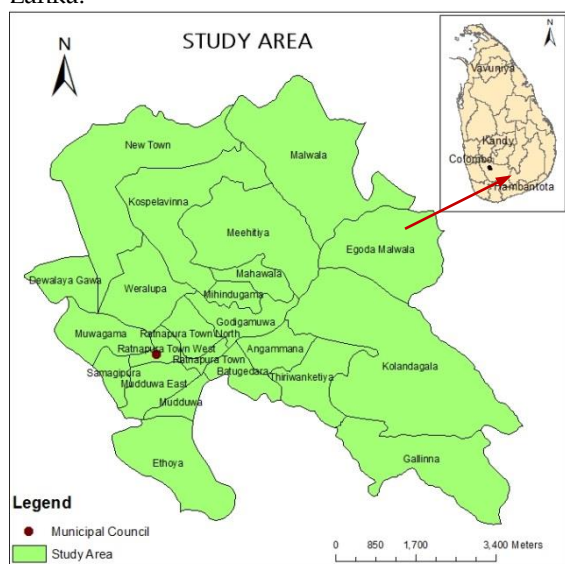 Lanka.
STUDY AREA
N
N
Vavuniya
Kandy
Colombo
Hambantota
New Town
Malwala
Kospelavinna
Meehitiya
Egoda Malwala
Mahawala
Dewalaya Gawa
Weralupa
Mihindugama
Godigamuwa
Muwagama
Ratnapura Town North
Ratnapura Town West
Angammana
Kolandagala
Ratnapura Town
Samagipura
Batugedara
Thiriwanketiya
Mudduwa East
Mudduwa
Gallinna
Ethoya
Legend
Municipal Council
Study Area
0 850 1,700 3,400 Meters